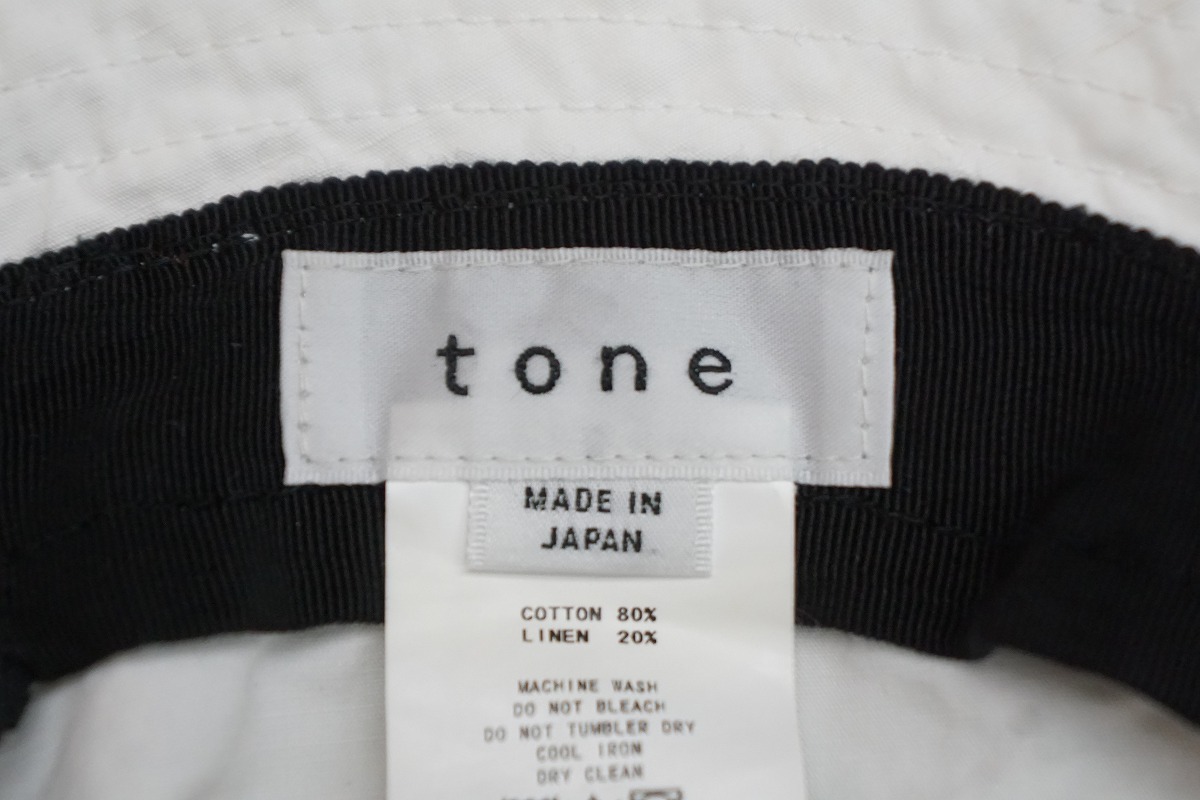 tone
MADE IN
JAPAN
COTTON 80%
LINEN 20%
MACHINE WASH
DO NOT BLEACH
DO NOT TUMBLER DRY
COOL IRON
DRY CLEAN